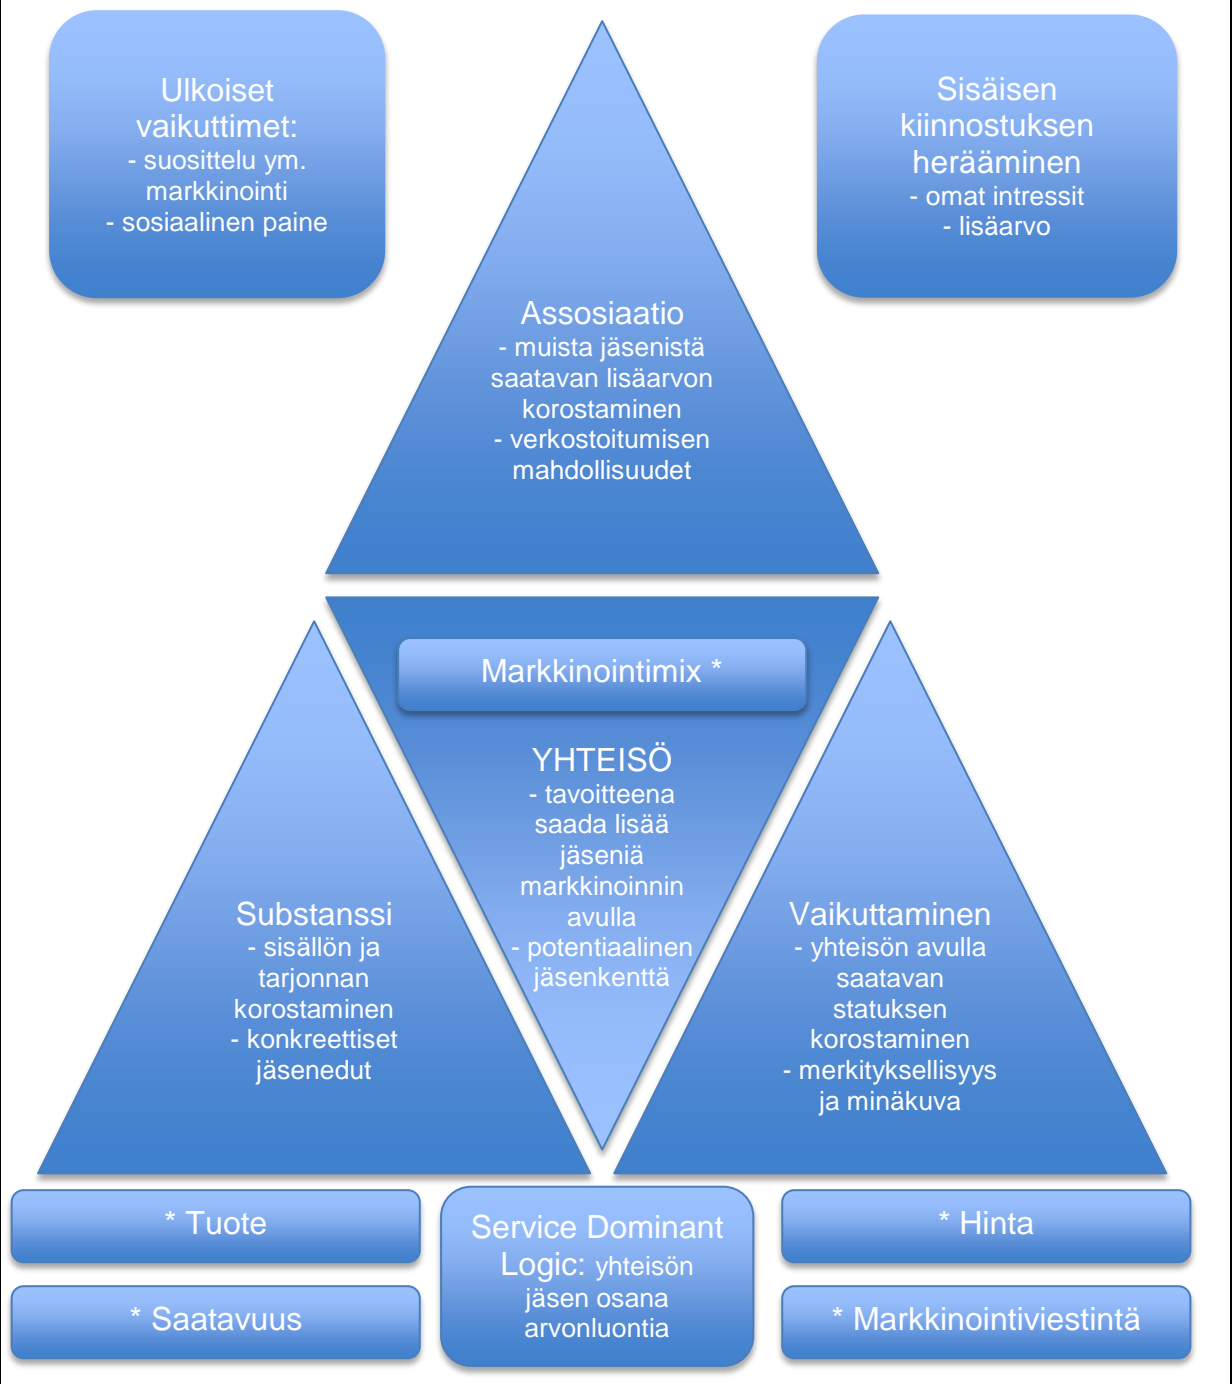 Ulkoiset
vaikuttimet:
- suosittelu ym.
markkinointi
- sosiaalinen paine
Sisäisen
kiinnostuksen
herääminen
- omat intressit
- lisäarvo
Assosiaatio
- muista jäsenistä
saatavan lisäarvon
korostaminen
- verkostoitumisen
mahdollisuudet
Markkinointimix *
YHTEISÖ
- tavoitteena
saada lisää
jäseniä
markkinoinnin
avulla
- potentiaalinen
jäsenkenttä
Substanssi
- sisällön ja
tarjonnan
korostaminen
- konkreettiset
jäsenedut
Vaikuttaminen
- yhteisön avulla
saatavan
statuksen
korostaminen
- merkityksellisyys
ja minäkuva
* Tuote
* Saatavuus
Service Dominant
Logic: yhteisön
jäsen osana
arvonluontia
* Hinta
* Markkinointiviestintä